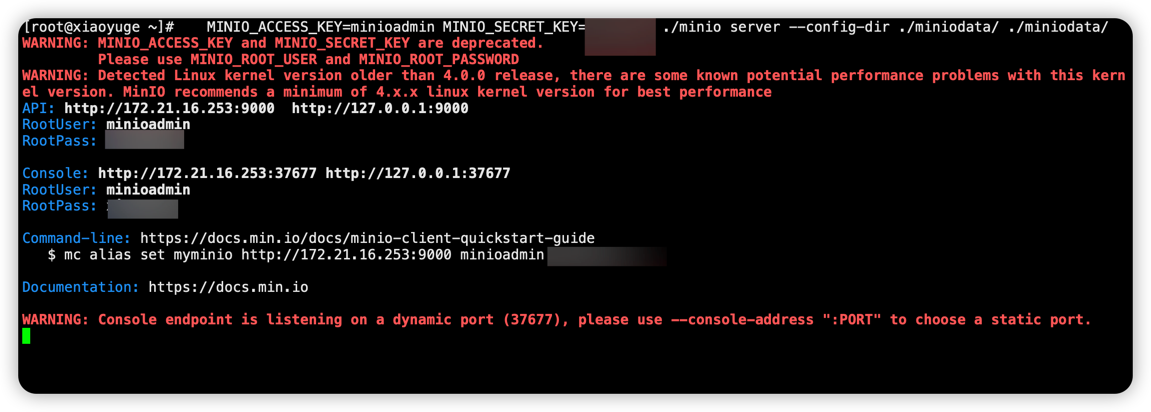 [root@xiaoyuge ~]# MINIO_ACCESS_KEY=minioadmin MINIO_SECRET_KEY= ./minio server --config-dir ./miniodata/ ./miniodata/
WARNING: MINIO_ACCESS_KEY and MINIO_SECRET_KEY are deprecated.
Please use MINIO_ROOT_USER and MINIO_ROOT_PASSWORD
WARNING: Detected Linux kernel version older than 4.0.0 release, there are some known potential performance problems with this kern
el version. MinIO recommends a minimum of 4.x.x linux kernel version for best performance
API: http://172.21.16.253:9000  http://127.0.0.1:9000
RootUser: minioadmin
RootPass:
Console: http://172.21.16.253:37677 http://127.0.0.1:37677
RootUser: minioadmin
RootPass:
Command-line: https://docs.min.io/docs/minio-client-quickstart-guide
$ mc alias set myminio http://172.21.16.253:9000 minioadmin
Documentation: https://docs.min.io
WARNING: Console endpoint is listening on a dynamic port (37677), please use --console-address ":PORT" to choose a static port.